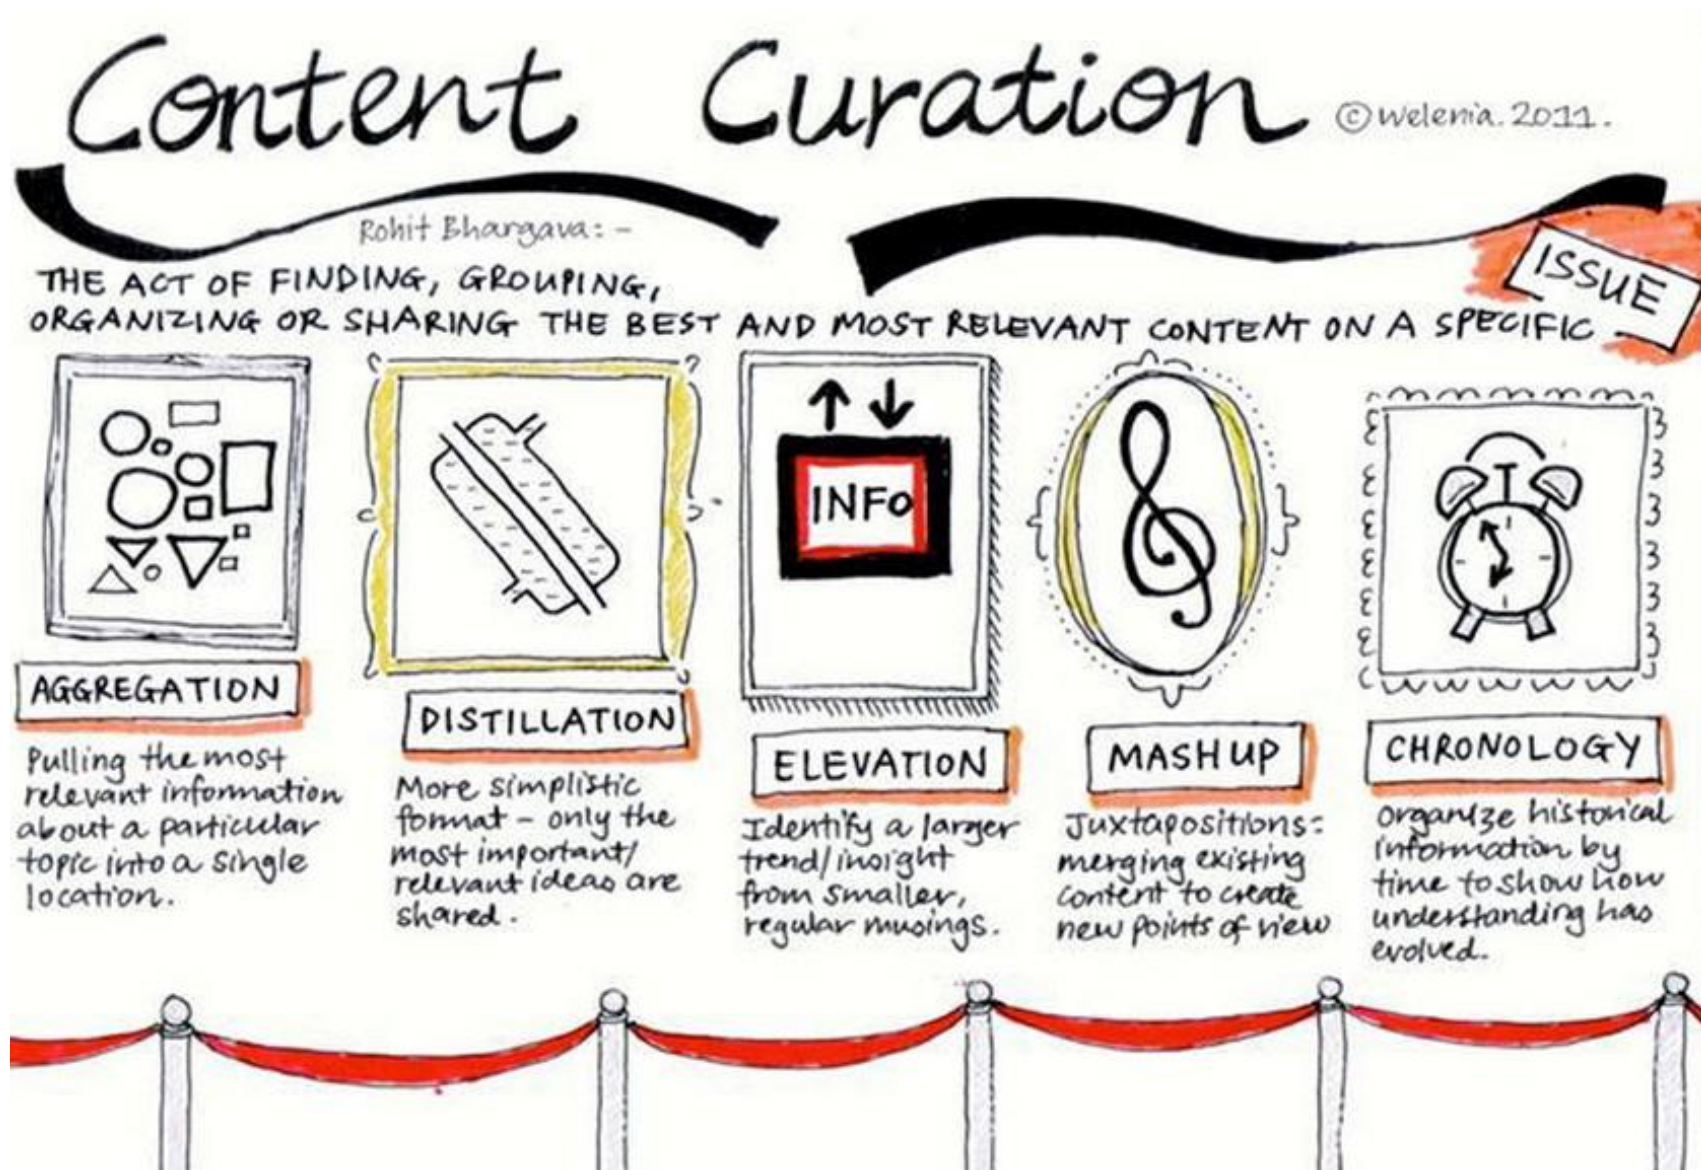 Content Curation
© Welenia. 2011.
Rohit Bhargava: -
THE ACT OF FINDING, GROUPING,
ORGANIZING OR SHARING THE BEST AND MOST RELEVANT CONTENT ON A SPECIFIC
ISSUE
INFO
AGGREGATION
Pulling the most
relevant information
about a particular
topic into a single
location.
DISTILLATION
More simplistic
format - only the
most important/
relevant ideas are
shared.
ELEVATION
Identify a larger
trend/insight
from smaller,
regular musings.
MASHUP
Juxtapositions:
merging existing
content to create
new points of view
CHRONOLOGY
organize historical
information by
time to show how
understanding has
evolved.